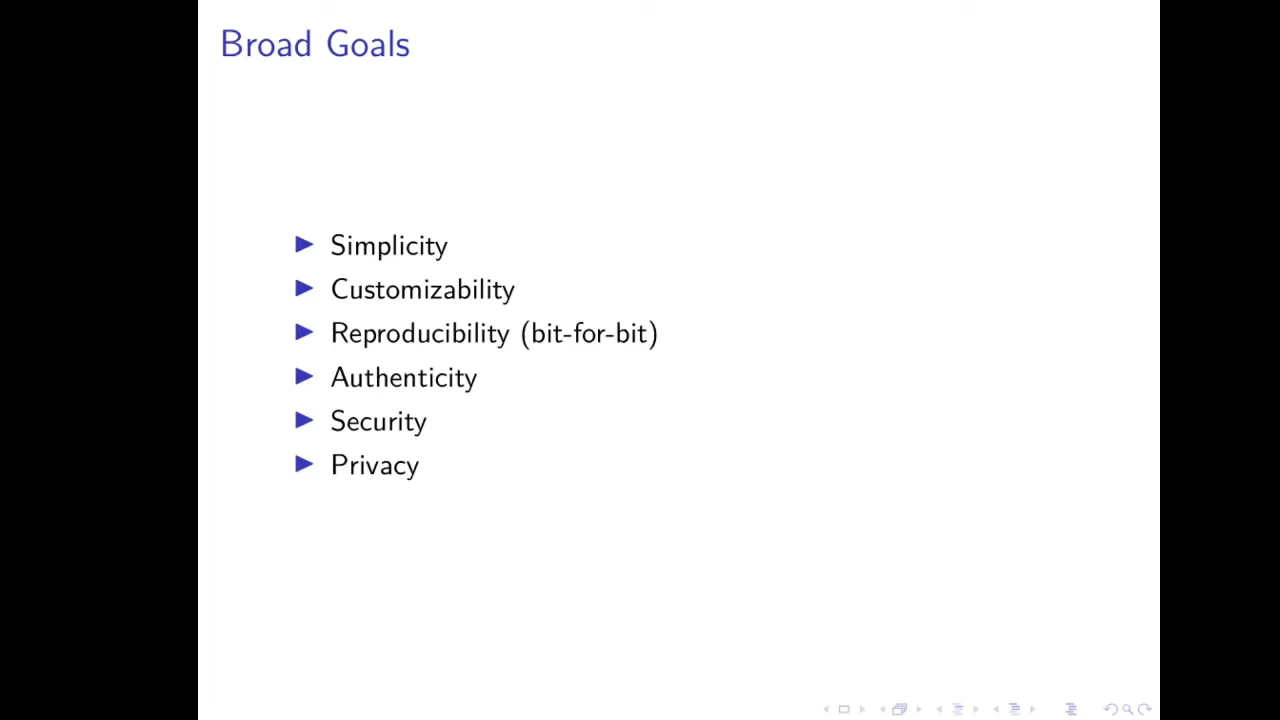 Broad Goals
Simplicity
Customizability
Reproducibility (bit-for-bit)
Authenticity
Security
Privacy